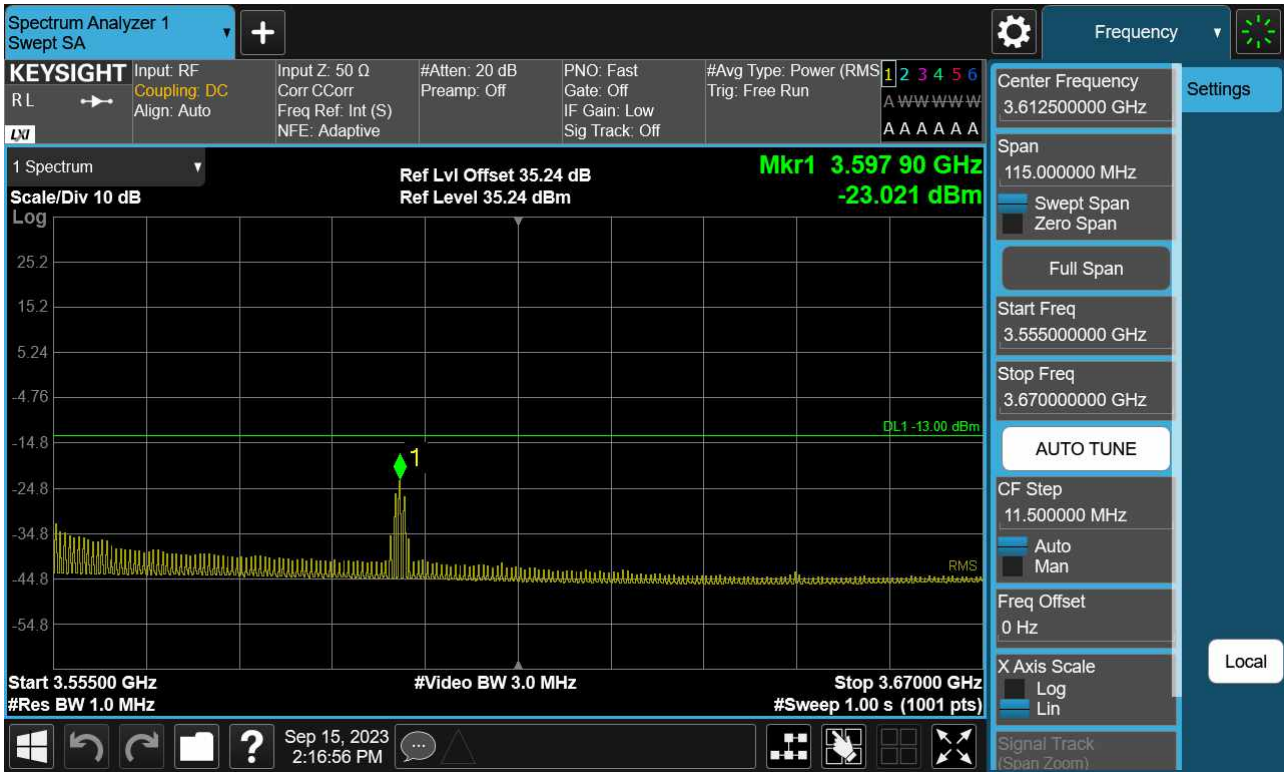 Spectrum Analyzer 1
Swept SA
+
Frequency
KEYSIGHT
R L
LXI
Input: RF
Coupling: DC
Align: Auto
Input Z: 50 Ω
Corr CCorr
Freq Ref: Int (S)
NFE: Adaptive
#Atten: 20 dB
Preamp: Off
PNO: Fast
Gate: Off
IF Gain: Low
Sig Track: Off
#Avg Type: Power (RMS
Trig: Free Run
1 2 3 4 5 6
A W W W W W
A A A A A A
1 Spectrum
Scale/Div 10 dB
Log
Ref Lvl Offset 35.24 dB
Ref Level 35.24 dBm
Mkr1 3.597 90 GHz
-23.021 dBm
25.2
15.2
5.24
-4.76
-14.8
-24.8
-34.8
-44.8
-54.8
DL1 -13.00 dBm
1
RMS
Start 3.55500 GHz
#Res BW 1.0 MHz
#Video BW 3.0 MHz
Stop 3.67000 GHz
#Sweep 1.00 s (1001 pts)
Center Frequency
3.612500000 GHz
Span
115.000000 MHz
Swept Span
Zero Span
Full Span
Start Freq
3.555000000 GHz
Stop Freq
3.670000000 GHz
AUTO TUNE
CF Step
11.500000 MHz
Auto
Man
Freq Offset
0 Hz
X Axis Scale
Log
Lin
Signal Track
(Span Zoom)
Settings
Local
?
Sep 15, 2023
2:16:56 PM